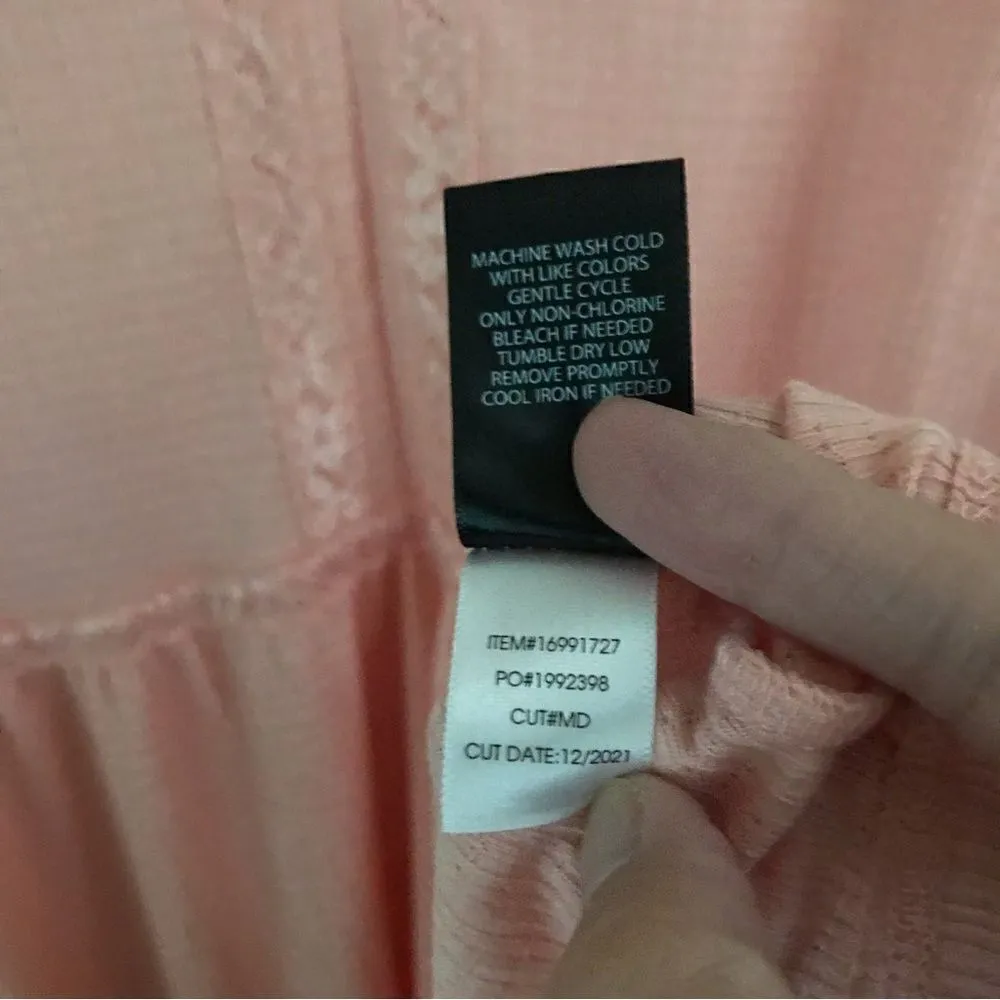 MACHINE WASH COLD
WITH LIKE COLORS
GENTLE CYCLE
ONLY NON-CHLORINE
BLEACH IF NEEDED
TUMBLE DRY LOW
REMOVE PROMPTLY
COOL IRON IF NEEDED
ITEM#16991727
PO#1992398
CUT#MD
CUT DATE:12/2021